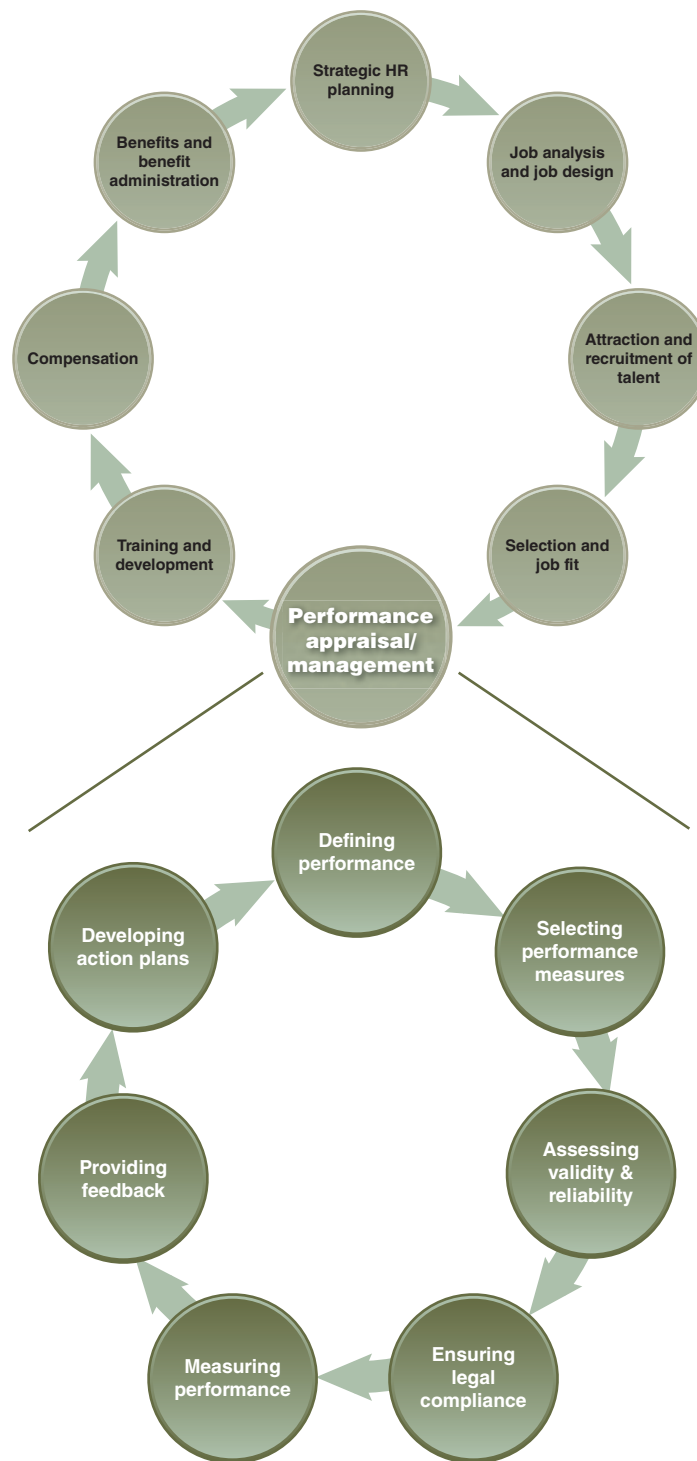 Strategic HR
planning
Job analysis
and job design
Attraction and
recruitment of
talent
Selection and
job fit
Performance
appraisal/
management
Training and
development
Compensation
Benefits and
benefit
administration
Defining
performance
Selecting
performance
measures
Assessing
validity &
reliability
Ensuring
legal
compliance
Measuring
performance
Providing
feedback
Developing
action plans